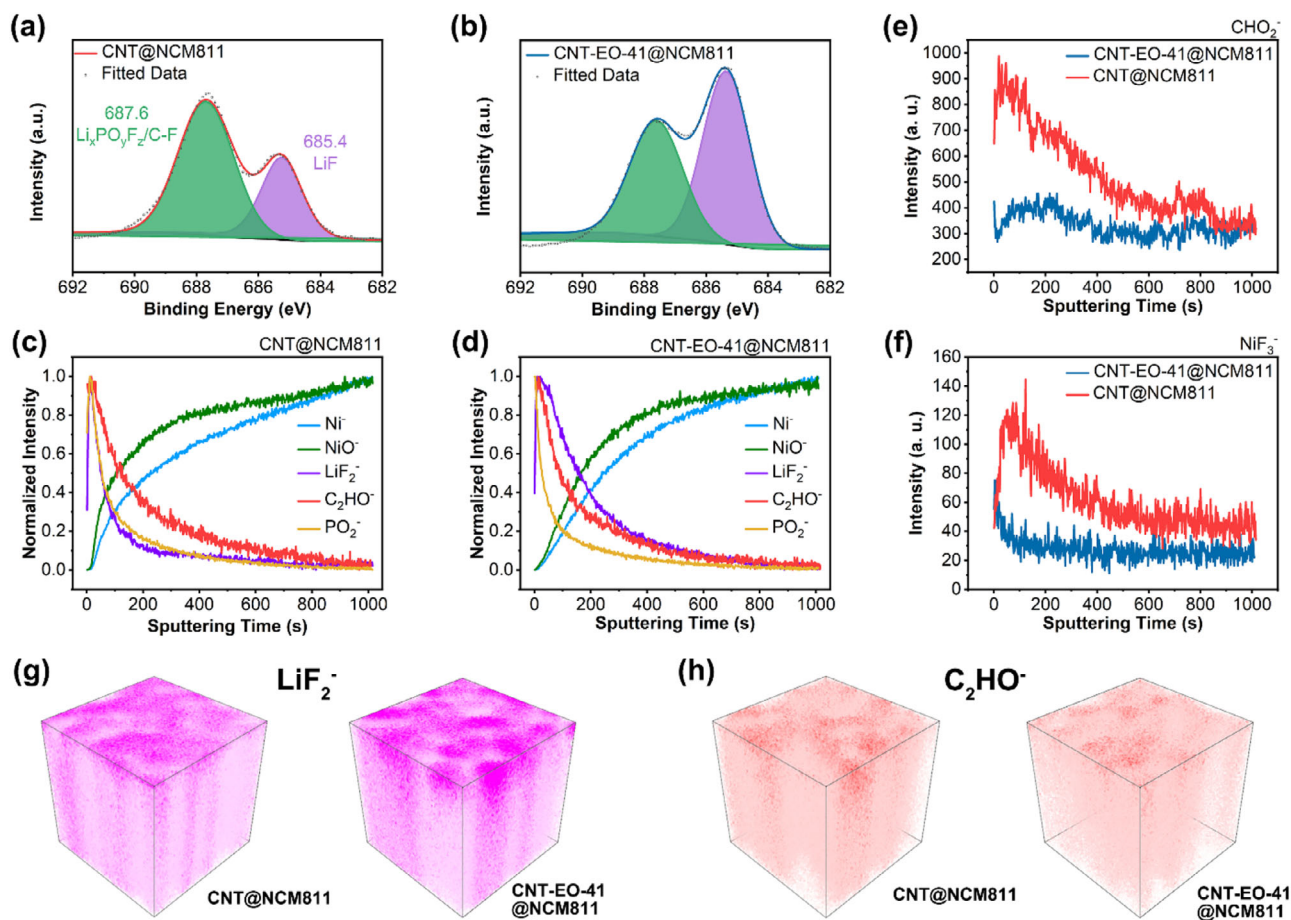 (a)
CNT@NCM811
Fitted Data
687.6
LiₓPOᵧF_z/C-F
685.4
LiF
Intensity (a.u.)
692 690 688 686 684 682
Binding Energy (eV)
(b)
CNT-EO-41@NCM811
Fitted Data
Intensity (a.u.)
692 690 688 686 684 682
Binding Energy (eV)
(e)
CHO₂⁻
CNT-EO-41@NCM811
CNT@NCM811
Intensity (a. u.)
1000
900
800
700
600
500
400
300
200
0 200 400 600 800 1000
Sputtering Time (s)
(c)
CNT@NCM811
Ni⁻
NiO⁻
LiF₂⁻
C₂HO⁻
PO₂⁻
Normalized Intensity
1.0
0.8
0.6
0.4
0.2
0.0
0 200 400 600 800 1000
Sputtering Time (s)
(d)
CNT-EO-41@NCM811
Ni⁻
NiO⁻
LiF₂⁻
C₂HO⁻
PO₂⁻
Normalized Intensity
1.0
0.8
0.6
0.4
0.2
0.0
0 200 400 600 800 1000
Sputtering Time (s)
(f)
NiF₃⁻
CNT-EO-41@NCM811
CNT@NCM811
Intensity (a. u.)
160
140
120
100
80
60
40
20
0
0 200 400 600 800 1000
Sputtering Time (s)
(g)
LiF₂⁻
CNT@NCM811
CNT-EO-41
@NCM811
(h)
C₂HO⁻
CNT@NCM811
CNT-EO-41
@NCM811